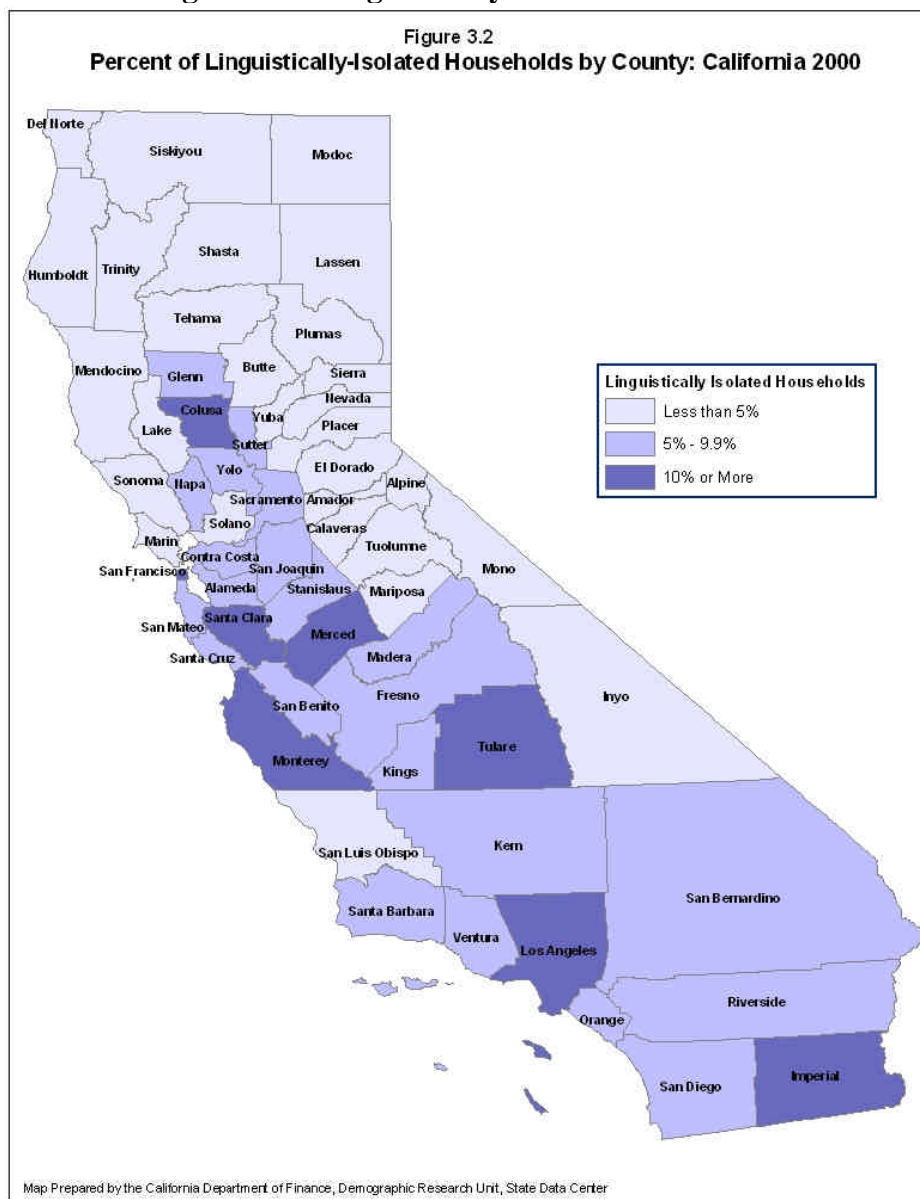 Figure 3.2
Percent of Linguistically-Isolated Households by County: California 2000
Del Norte
Siskiyou
Modoc
Humboldt
Trinity
Shasta
Lassen
Tehama
Plumas
Mendocino
Glenn
Butte
Sierra
Nevada
Colusa
Lake
Yuba
Placer
Sutter
El Dorado
Yolo
Sonoma
Napa
Sacramento
Amador
Alpine
Solano
Calaveras
Marin
Tuolumne
Contra Costa
San Joaquin
Mono
San Francisco
Alameda
Stanislaus
Mariposa
Santa Clara
San Mateo
Merced
Santa Cruz
Madera
Fresno
Inyo
San Benito
Monterey
Kings
Tulare
San Luis Obispo
Kern
San Bernardino
Santa Barbara
Ventura
Los Angeles
Riverside
Orange
San Diego
Imperial
Linguistically Isolated Households
Less than 5%
5% - 9.9%
10% or More
Map Prepared by the California Department of Finance, Demographic Research Unit, State Data Center